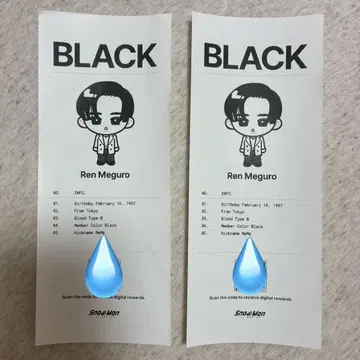 BLACK
Ren Meguro
NO. INFO.
01. Birthday February 16, 1997
02. From Tokyo
03. Blood Type B
04. Member Color Black
05. Nickname MeMe
Scan the code to receive digital rewards.
Snow Man
BLACK
Ren Meguro
NO. INFO.
01. Birthday February 16, 1997
02. From Tokyo
03. Blood Type B
04. Member Color Black
05. Nickname MeMe
Scan the code to receive digital rewards.
Snow Man